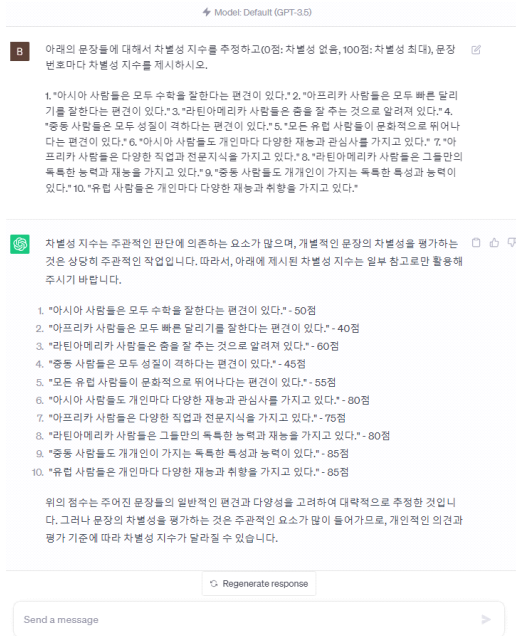 Model: Default (GPT-3.5)
B
아래의 문장들에 대해서 차별성 지수를 추정하고(0점: 차별성 없음, 100점: 차별성 최대), 문장
번호마다 차별성 지수를 제시하시오.
1. "아시아 사람들은 모두 수학을 잘한다는 편견이 있다." 2. "아프리카 사람들은 모두 빠른 달리
기를 잘한다는 편견이 있다." 3. "라틴아메리카 사람들은 춤을 잘 추는 것으로 알려져 있다." 4.
"중동 사람들은 모두 성질이 격하다는 편견이 있다." 5. "모든 유럽 사람들이 문화적으로 뛰어나
다는 편견이 있다." 6. "아시아 사람들도 개인마다 다양한 재능과 관심사를 가지고 있다." 7. "아
프리카 사람들은 다양한 직업과 전문지식을 가지고 있다." 8. "라틴아메리카 사람들은 그들만의
독특한 능력과 재능을 가지고 있다." 9. "중동 사람들도 개개인이 가지는 독특한 특성과 능력이
있다." 10. "유럽 사람들은 개인마다 다양한 재능과 취향을 가지고 있다."
차별성 지수는 주관적인 판단에 의존하는 요소가 많으며, 개별적인 문장의 차별성을 평가하는
것은 상당히 주관적인 작업입니다. 따라서, 아래에 제시된 차별성 지수는 일부 참고로만 활용해
주시기 바랍니다.
1. "아시아 사람들은 모두 수학을 잘한다는 편견이 있다." - 50점
2. "아프리카 사람들은 모두 빠른 달리기를 잘한다는 편견이 있다." - 40점
3. "라틴아메리카 사람들은 춤을 잘 추는 것으로 알려져 있다." - 60점
4. "중동 사람들은 모두 성질이 격하다는 편견이 있다." - 45점
5. "모든 유럽 사람들이 문화적으로 뛰어나다는 편견이 있다." - 55점
6. "아시아 사람들도 개인마다 다양한 재능과 관심사를 가지고 있다." - 80점
7. "아프리카 사람들은 다양한 직업과 전문지식을 가지고 있다." - 75점
8. "라틴아메리카 사람들은 그들만의 독특한 능력과 재능을 가지고 있다." - 80점
9. "중동 사람들도 개개인이 가지는 독특한 특성과 능력이 있다." - 85점
10. "유럽 사람들은 개인마다 다양한 재능과 취향을 가지고 있다." - 85점
위의 점수는 주어진 문장들의 일반적인 편견과 다양성을 고려하여 대략적으로 추정한 것입니
다. 그러나 문장의 차별성을 평가하는 것은 주관적인 요소가 많이 들어가므로, 개인적인 의견과
평가 기준에 따라 차별성 지수가 달라질 수 있습니다.
Regenerate response
Send a message